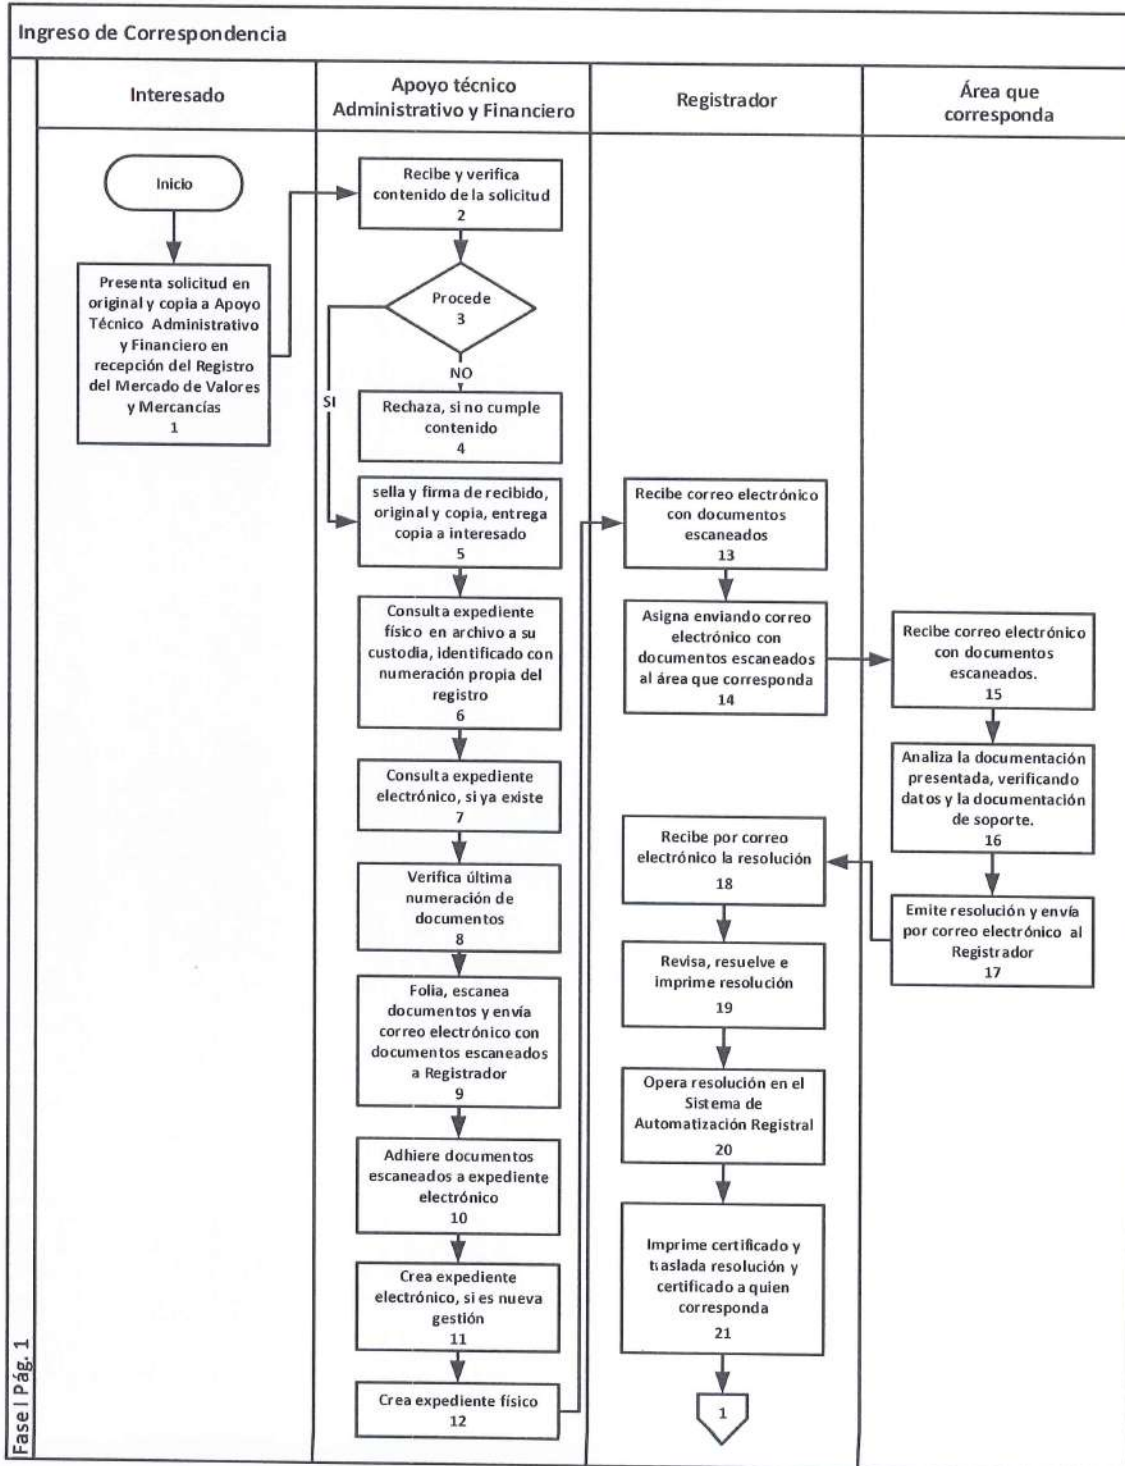 Ingreso de Correspondencia
Interesado
Apoyo técnico
Administrativo y Financiero
Registrador
Área que
corresponda
Inicio
Presenta solicitud en
original y copia a Apoyo
Técnico Administrativo
y Financiero en
recepción del Registro
del Mercado de Valores
y Mercancías
1
Recibe y verifica
contenido de la solicitud
2
Procede
3
NO
SI
Rechaza, si no cumple
contenido
4
sella y firma de recibido,
original y copia, entrega
copia a interesado
5
Consulta expediente
físico en archivo a su
custodia, identificado con
numeración propia del
registro
6
Consulta expediente
electrónico, si ya existe
7
Verifica última
numeración de
documentos
8
Folia, escanea
documentos y envía
correo electrónico con
documentos escaneados
a Registrador
9
Adhiere documentos
escaneados a expediente
electrónico
10
Crea expediente
electrónico, si es nueva
gestión
11
Crea expediente físico
12
Recibe correo electrónico
con documentos
escaneados
13
Asigna enviando correo
electrónico con
documentos escaneados
al área que corresponda
14
Recibe correo electrónico
con documentos
escaneados.
15
Analiza la documentación
presentada, verificando
datos y la documentación
de soporte.
16
Emite resolución y envía
por correo electrónico al
Registrador
17
Recibe por correo
electrónico la resolución
18
Revisa, resuelve e
imprime resolución
19
Opera resolución en el
Sistema de
Automatización Registral
20
Imprime certificado y
traslada resolución y
certificado a quien
corresponda
21
1
Fase I Pág. 1